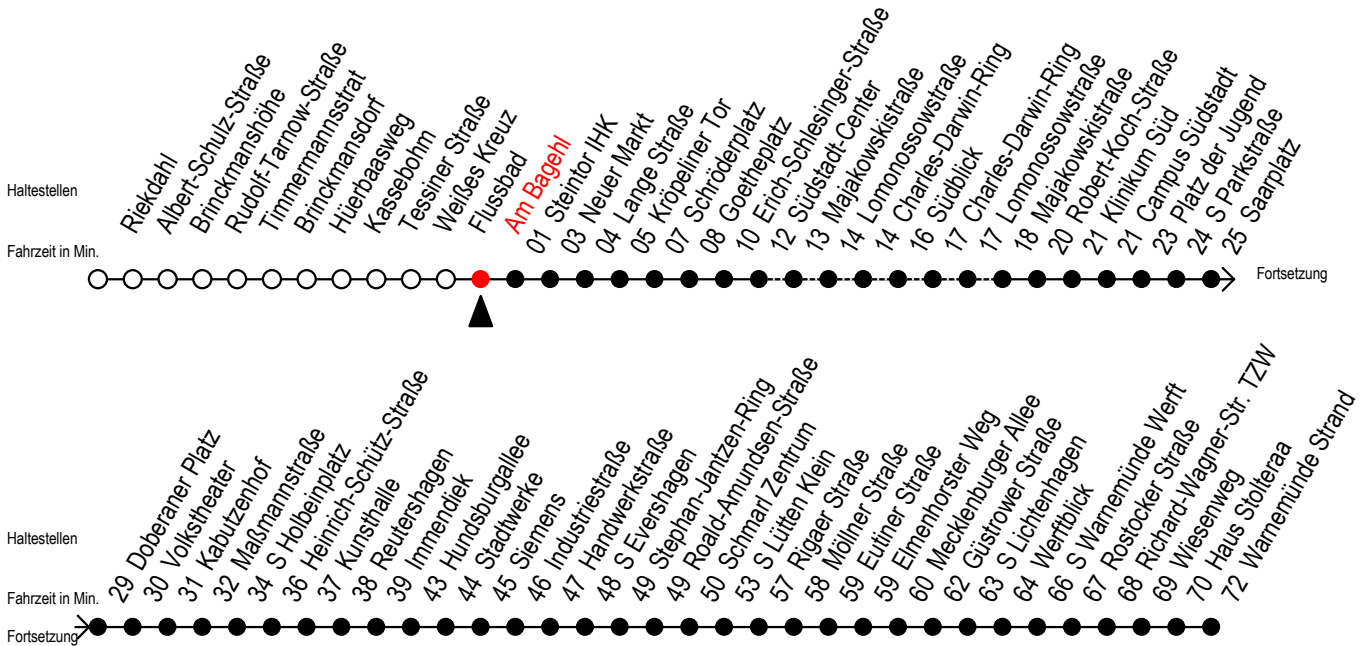 Haltestellen
Riekdahl
Albert-Schulz-Straße
Brinckmanshöhe
Rudolf-Tarnow-Straße
Timmermannsstrat
Brinckmansdorf
Hüerbaasweg
Kassebohm
Tessiner Straße
Weißes Kreuz
Flussbad
Am Bagehl
01 Steintor IHK
03 Neuer Markt
04 Lange Straße
05 Kröpeliner Tor
07 Schröderplatz
08 Goetheplatz
10 Erich-Schlesinger-Straße
12 Südstadt-Center
13 Majakowskistraße
14 Lomonossowstraße
14 Charles-Darwin-Ring
16 Südblick
17 Charles-Darwin-Ring
17 Lomonossowstraße
18 Majakowskistraße
20 Robert-Koch-Straße
21 Klinikum Süd
21 Campus Südstadt
23 Platz der Jugend
24 S Parkstraße
25 Saarplatz
Fahrzeit in Min.
Fortsetzung
Haltestellen
29 Doberaner Platz
30 Volkstheater
31 Kabutzenhof
32 Maßmannstraße
34 S Holbeinplatz
36 Heinrich-Schütz-Straße
37 Kunsthalle
38 Reutershagen
39 Immendiek
43 Hundsburgallee
44 Stadtwerke
45 Siemens
46 Industriestraße
47 Handwerkstraße
48 S Evershagen
49 Stephan-Jantzen-Ring
49 Roald-Amundsen-Straße
50 Schmarl Zentrum
53 S Lütten Klein
57 Rigaer Straße
58 Möllner Straße
59 Eutiner Straße
59 Elmenhorster Weg
60 Mecklenburger Allee
62 Güstrower Straße
63 S Lichtenhagen
64 Werftblick
66 S Warnemünde Werft
67 Rostocker Straße
68 Richard-Wagner-Str. TZW
69 Wiesenweg
70 Haus Stolteraa
72 Warnemünde Strand
Fahrzeit in Min.
Fortsetzung